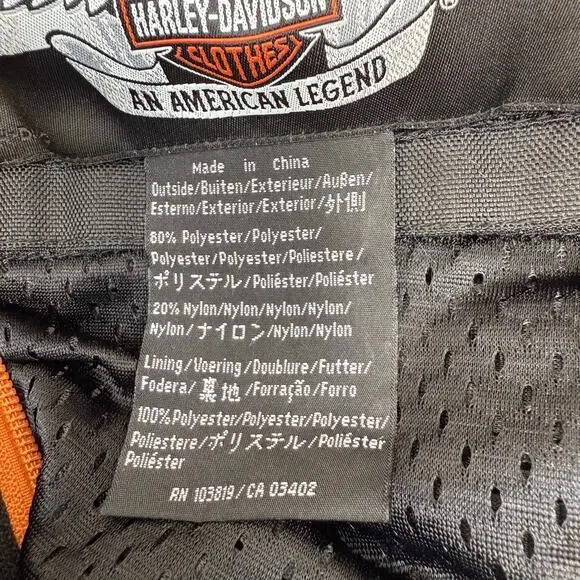 HARLEY-DAVIDSON
CLOTHES
AN AMERICAN LEGEND
®
Made in China
Outside/Buiten/Exterieur/Außen/
Esterno/Exterior/Exterior/外側
80% Polyester/Polyester/
Polyester/Polyester/Poliestere/
ポリステル/Poliéster/Poliéster
20% Nylon/Nylon/Nylon/Nylon/
Nylon/ナイロン/Nylon/Nylon
Lining/Voering/Doublure/Futter/
Fodera/裏地/Forração/Forro
100% Polyester/Polyester/Polyester/
Poliestere/ポリステル/Poliéster
Poliéster
RN 103819/CA 03402